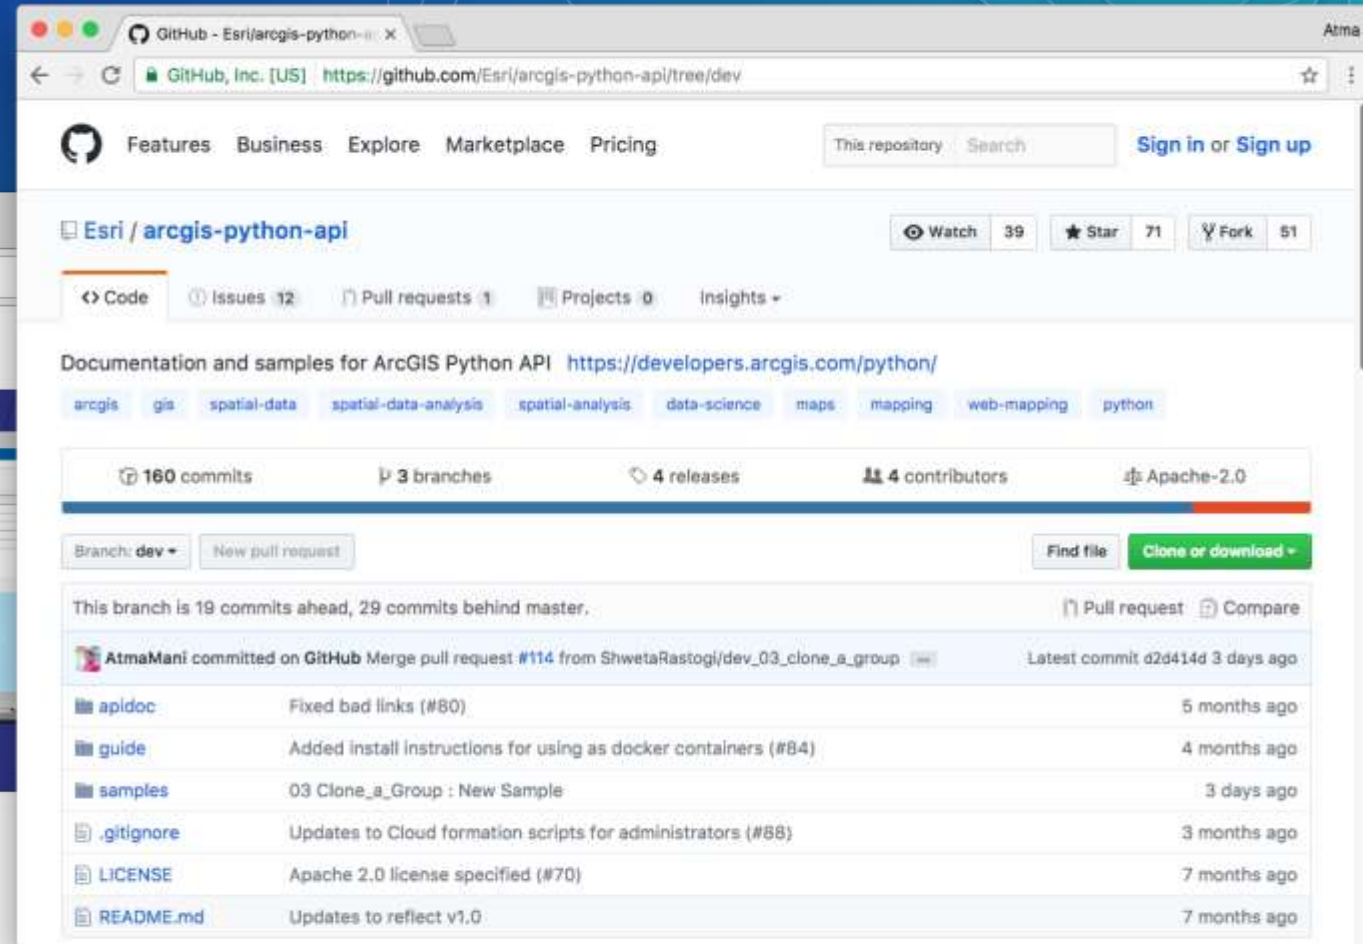 GitHub - Esri/arcgis-python-a
Atma
GitHub, Inc. [US] https://github.com/Esri/arcgis-python-api/tree/dev
Features Business Explore Marketplace Pricing This repository Search Sign in or Sign up
Esri / arcgis-python-api Watch 39 Star 71 Fork 51
<> Code Issues 12 Pull requests 1 Projects 0 Insights
Documentation and samples for ArcGIS Python API https://developers.arcgis.com/python/
arcgis gis spatial-data spatial-data-analysis spatial-analysis data-science maps mapping web-mapping python
160 commits 3 branches 4 releases 4 contributors Apache-2.0
Branch: dev New pull request Find file Clone or download
This branch is 19 commits ahead, 29 commits behind master. Pull request Compare
AtmaMani committed on GitHub Merge pull request #114 from ShwetaRastogi/dev_03_clone_a_group ... Latest commit d2d414d 3 days ago
apidoc Fixed bad links (#80) 5 months ago
guide Added install instructions for using as docker containers (#84) 4 months ago
samples 03 Clone_a_Group : New Sample 3 days ago
.gitignore Updates to Cloud formation scripts for administrators (#88) 3 months ago
LICENSE Apache 2.0 license specified (#70) 7 months ago
README.md Updates to reflect v1.0 7 months ago